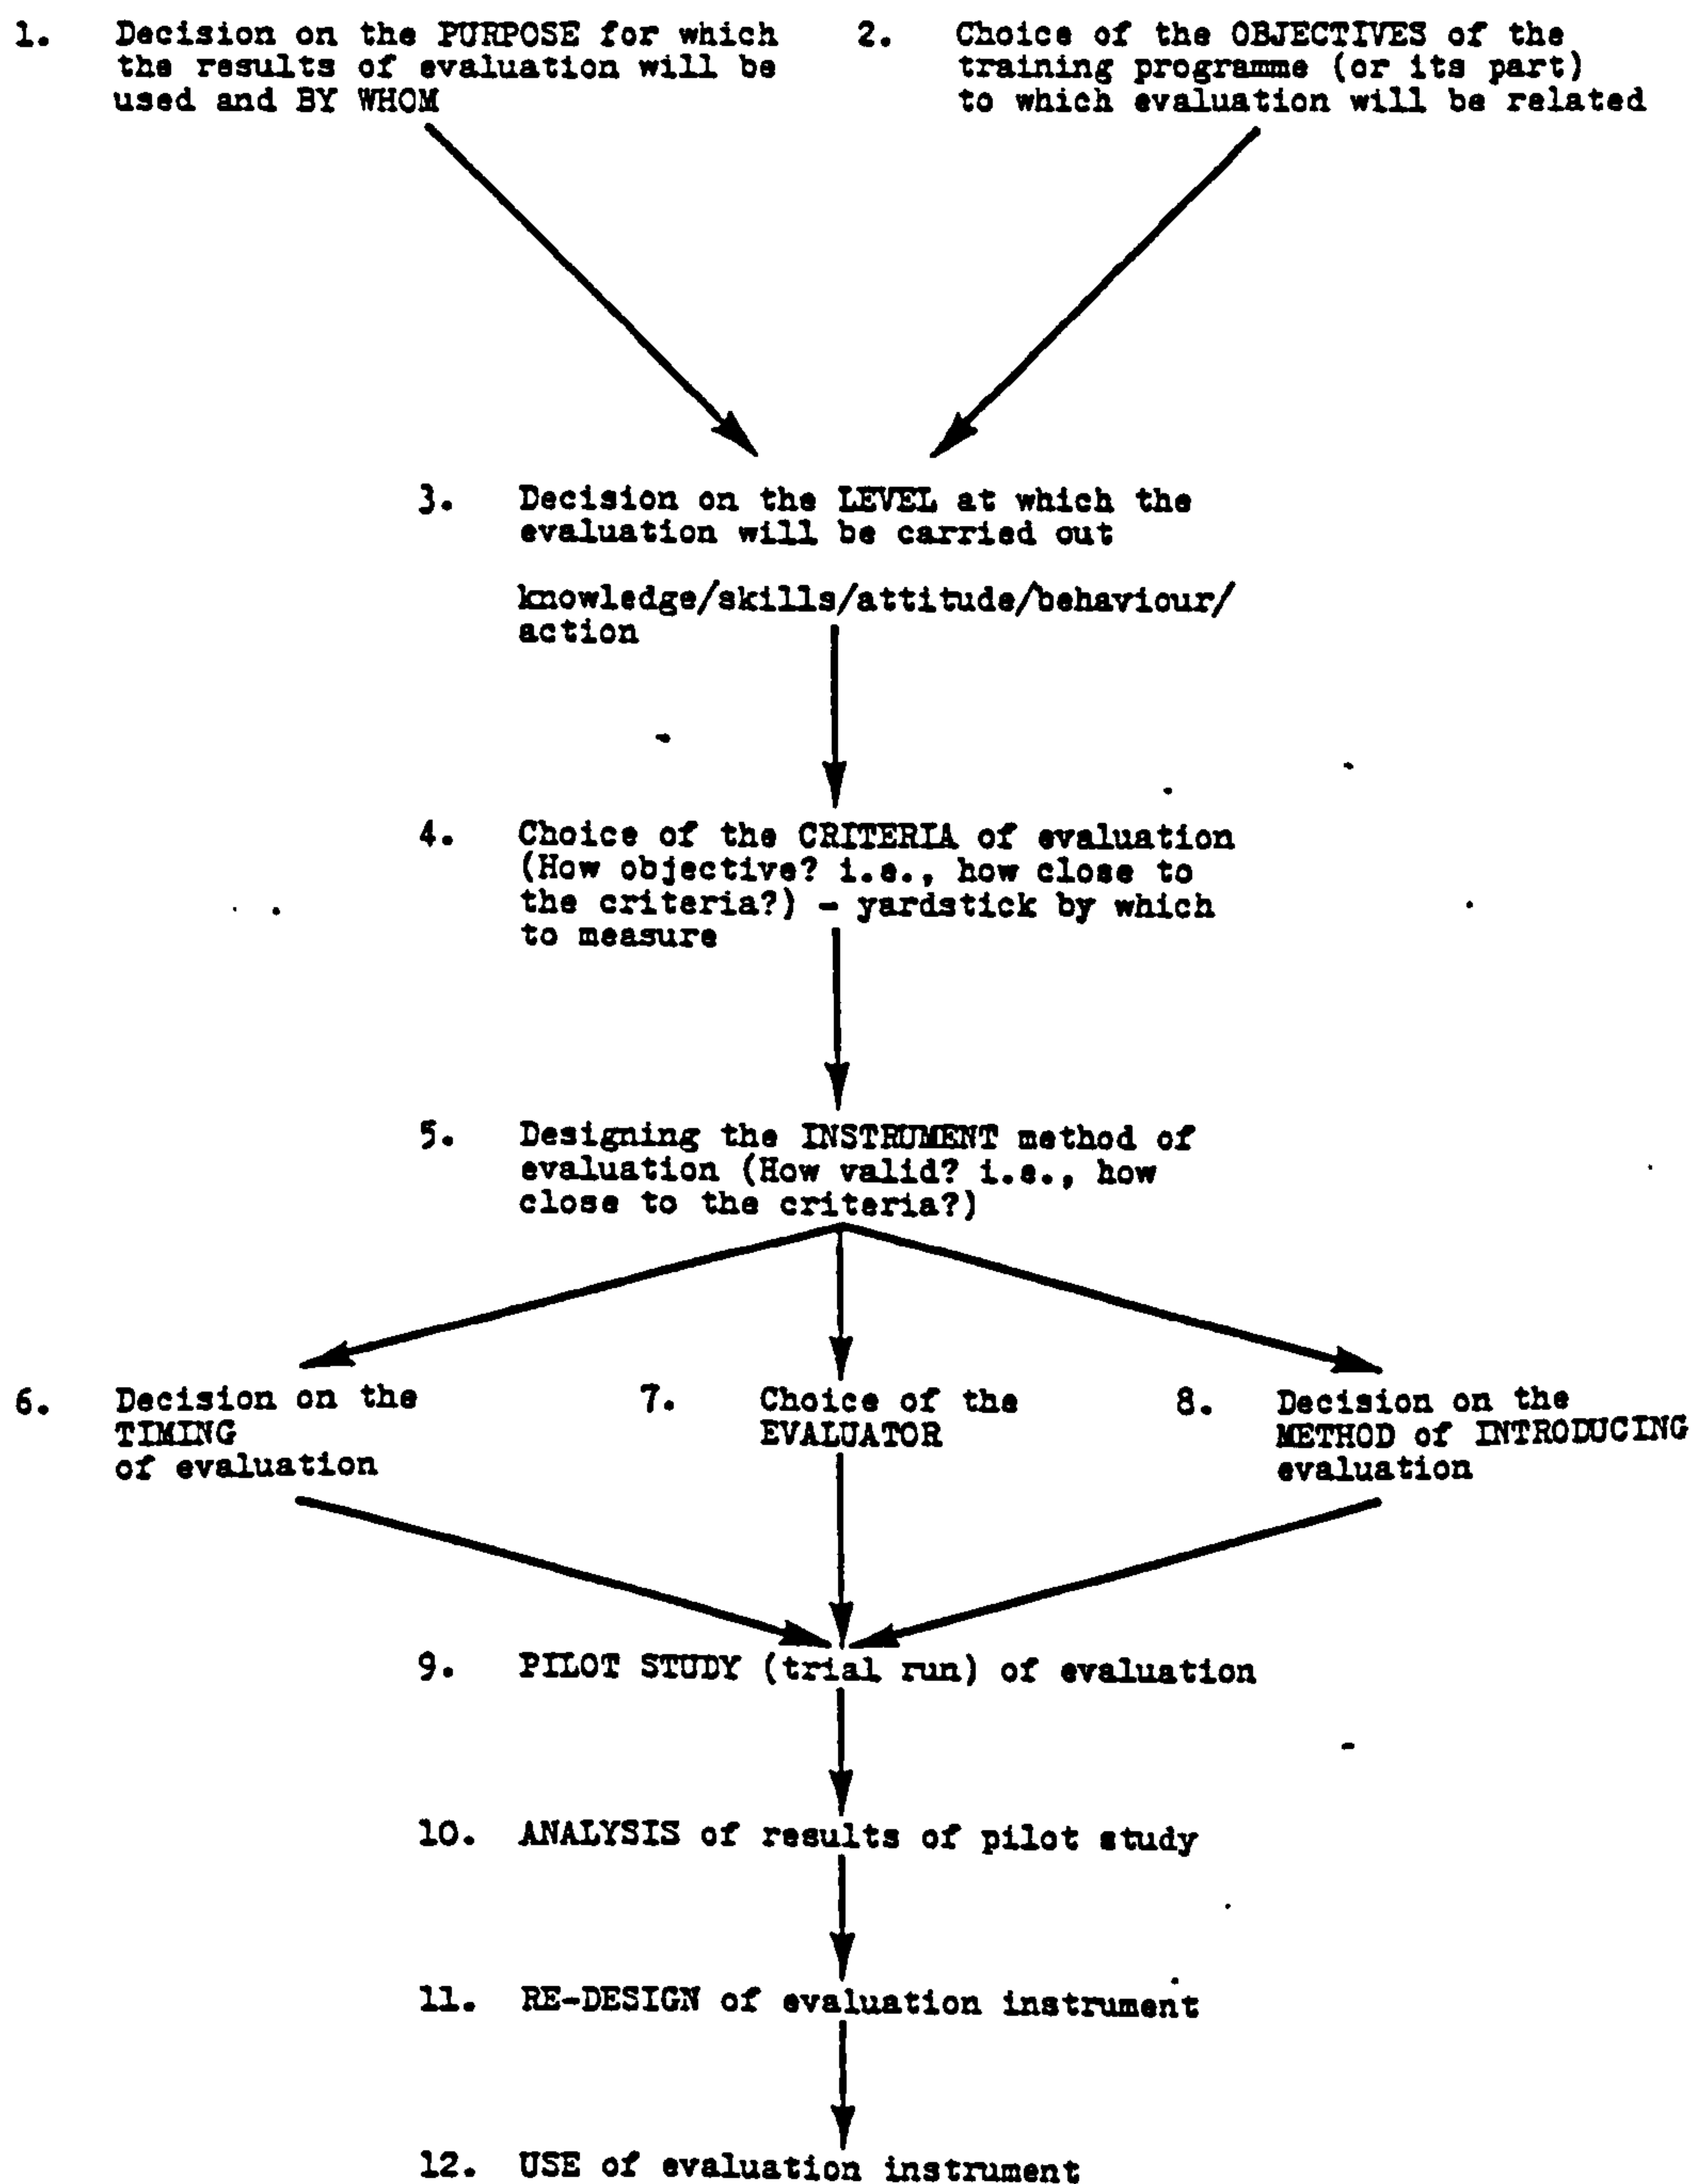 1. Decision on the PURPOSE for which
the results of evaluation will be
used and BY WHOM
2. Choice of the OBJECTIVES of the
training programme (or its part)
to which evaluation will be related
3. Decision on the LEVEL at which the
evaluation will be carried out
knowledge/skills/attitude/behaviour/
action
4. Choice of the CRITERIA of evaluation
(How objective? i.e., how close to
the criteria?) - yardstick by which
to measure
5. Designing the INSTRUMENT method of
evaluation (How valid? i.e., how
close to the criteria?)
6. Decision on the
TIMING
of evaluation
7. Choice of the
EVALUATOR
8. Decision on the
METHOD of INTRODUCING
evaluation
9. PILOT STUDY (trial run) of evaluation
10. ANALYSIS of results of pilot study
11. RE-DESIGN of evaluation instrument
12. USE of evaluation instrument